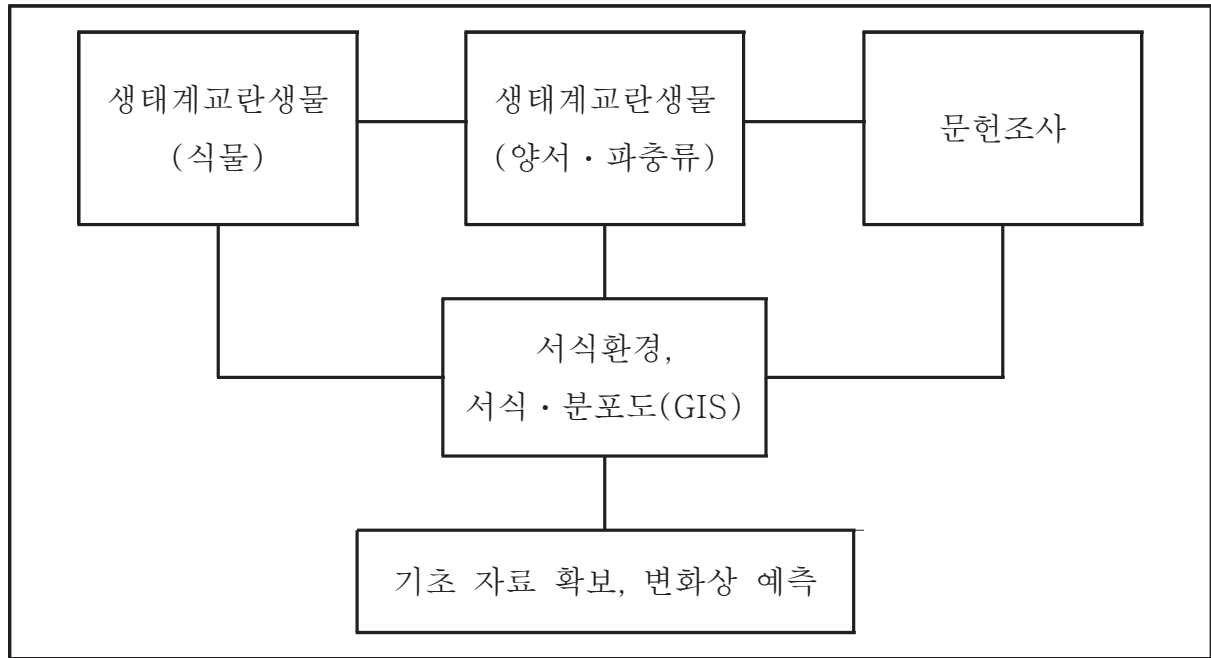 생태계교란생물
(식물)
생태계교란생물
(양서・파충류)
문헌조사
서식환경,
서식・분포도(GIS)
기초 자료 확보, 변화상 예측